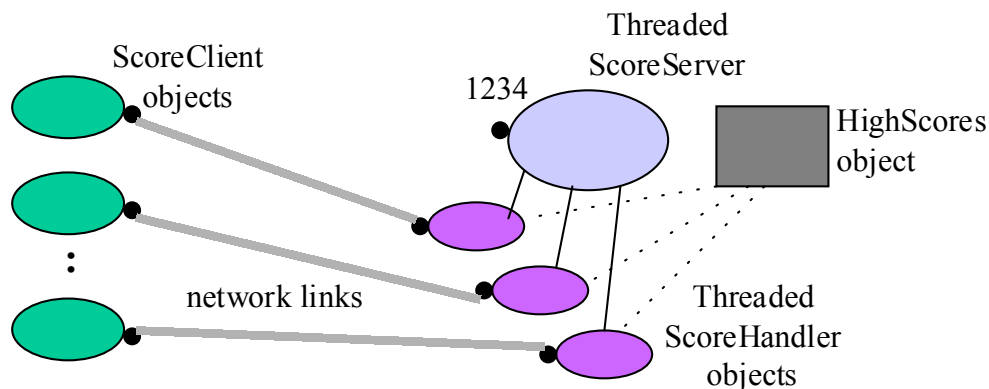 ScoreClient
objects
Threaded
ScoreServer
1234
HighScores
object
network links
Threaded
ScoreHandler
objects